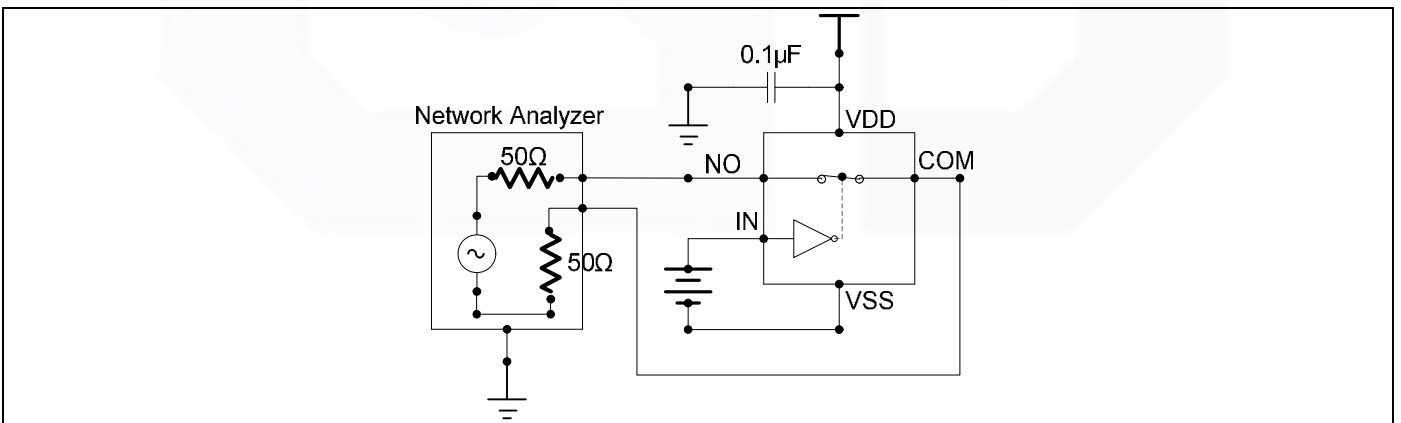 0.1µF
VDD
Network Analyzer
50Ω
NO
COM
IN
50Ω
VSS